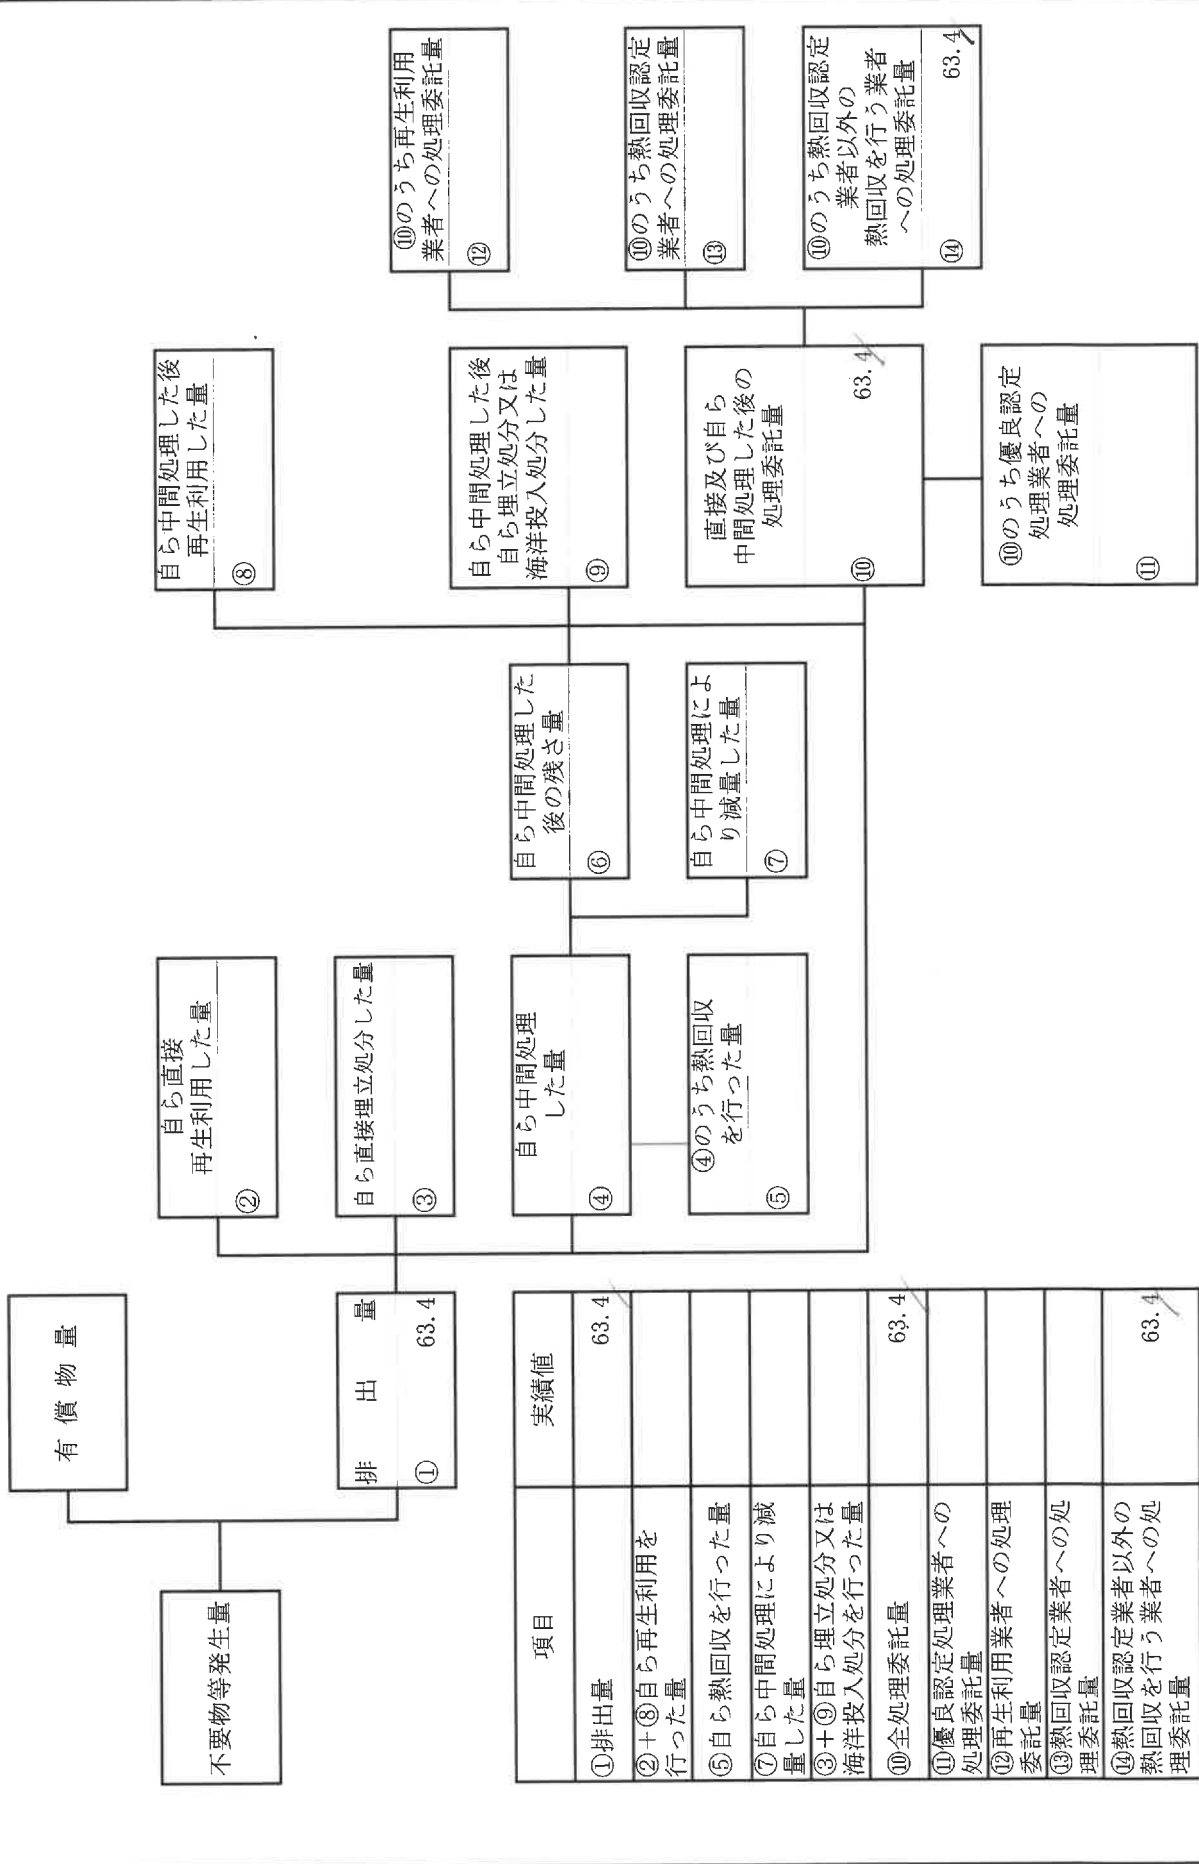 不要物等発生量
有償物量
排出量
① 63.4
自ら直接
再生利用した量
②
自ら直接埋立処分した量
③
自ら中間処理
した量
④
④のうち熱回収
を行った量
⑤
自ら中間処理した
後の残さ量
⑥
自ら中間処理によ
り減量した量
⑦
自ら中間処理した後
再生利用した量
⑧
自ら中間処理した後
自ら埋立処分又は
海洋投入処分した量
⑨
直接及び自ら
中間処理した後の
処理委託量
⑩ 63.4
⑩のうち優良認定
処理業者への
処理委託量
⑪
⑩のうち再生利用
業者への処理委託量
⑫
⑩のうち熱回収認定
業者への処理委託量
⑬
⑩のうち熱回収認定
業者以外の
熱回収を行う業者
への処理委託量
⑭ 63.4
項目 実績値
①排出量 63.4
②+⑧自ら再生利用を
行った量
⑤自ら熱回収を行った量
⑦自ら中間処理により減
量した量
③+⑨自ら埋立処分又は
海洋投入処分を行った量
⑩全処理委託量 63.4
⑪優良認定処理業者への
処理委託量
⑫再生利用業者への処理
委託量
⑬熱回収認定業者への処
理委託量
⑭熱回収認定業者以外の
熱回収を行う業者への処
理委託量 63.4